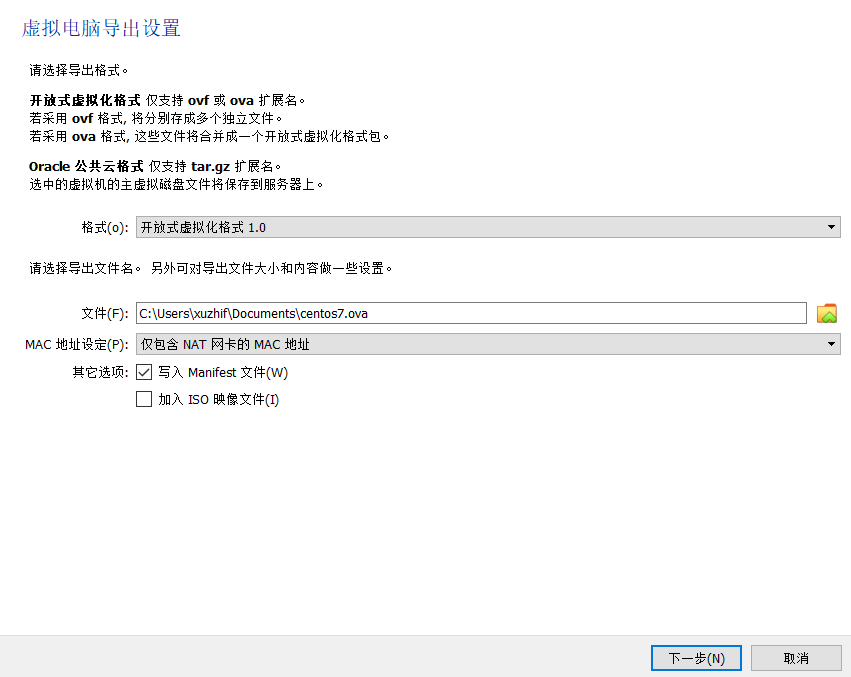 虚拟电脑导出设置
请选择导出格式。
开放式虚拟化格式 仅支持 ovf 或 ova 扩展名。
若采用 ovf 格式, 将分别存成多个独立文件。
若采用 ova 格式, 这些文件将合并成一个开放式虚拟化格式包。
Oracle 公共云格式 仅支持 tar.gz 扩展名。
选中的虚拟机的主虚拟磁盘文件将保存到服务器上。
格式(o): 开放式虚拟化格式 1.0
请选择导出文件名。 另外可对导出文件大小和内容做一些设置。
文件(F): C:\Users\xuzhif\Documents\centos7.ova
MAC 地址设定(P): 仅包含 NAT 网卡的 MAC 地址
其它选项: 写入 Manifest 文件(W)
加入 ISO 映像文件(I)
下一步(N) 取消